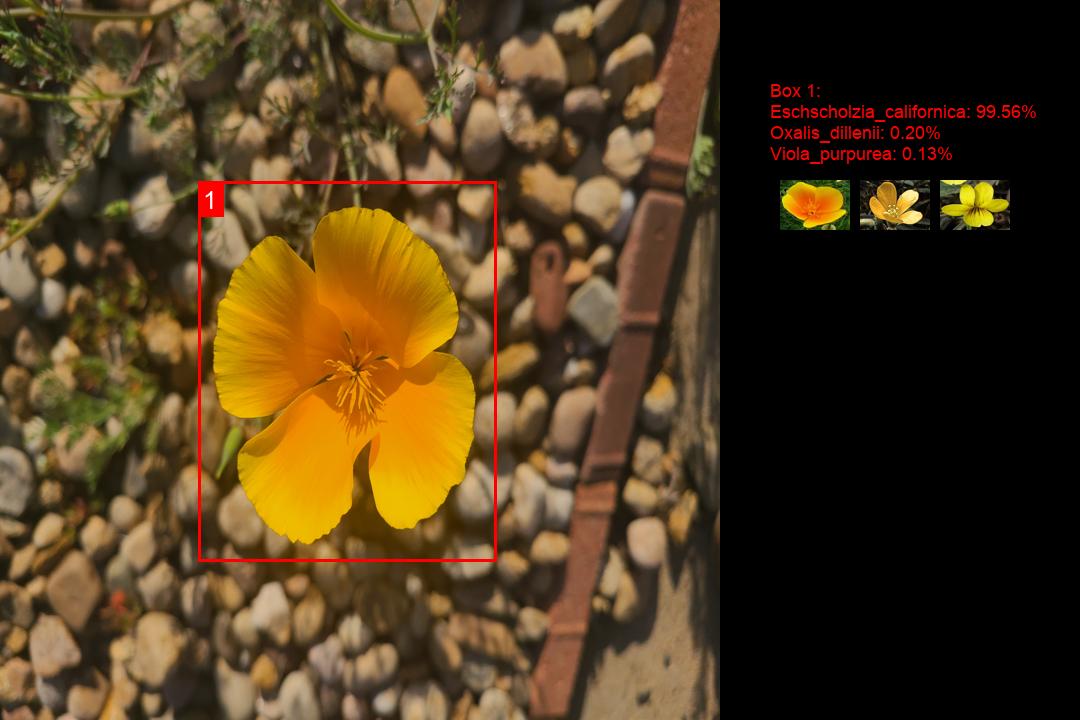 1
Box 1:
Eschscholzia_californica: 99.56%
Oxalis_dillenii: 0.20%
Viola_purpurea: 0.13%